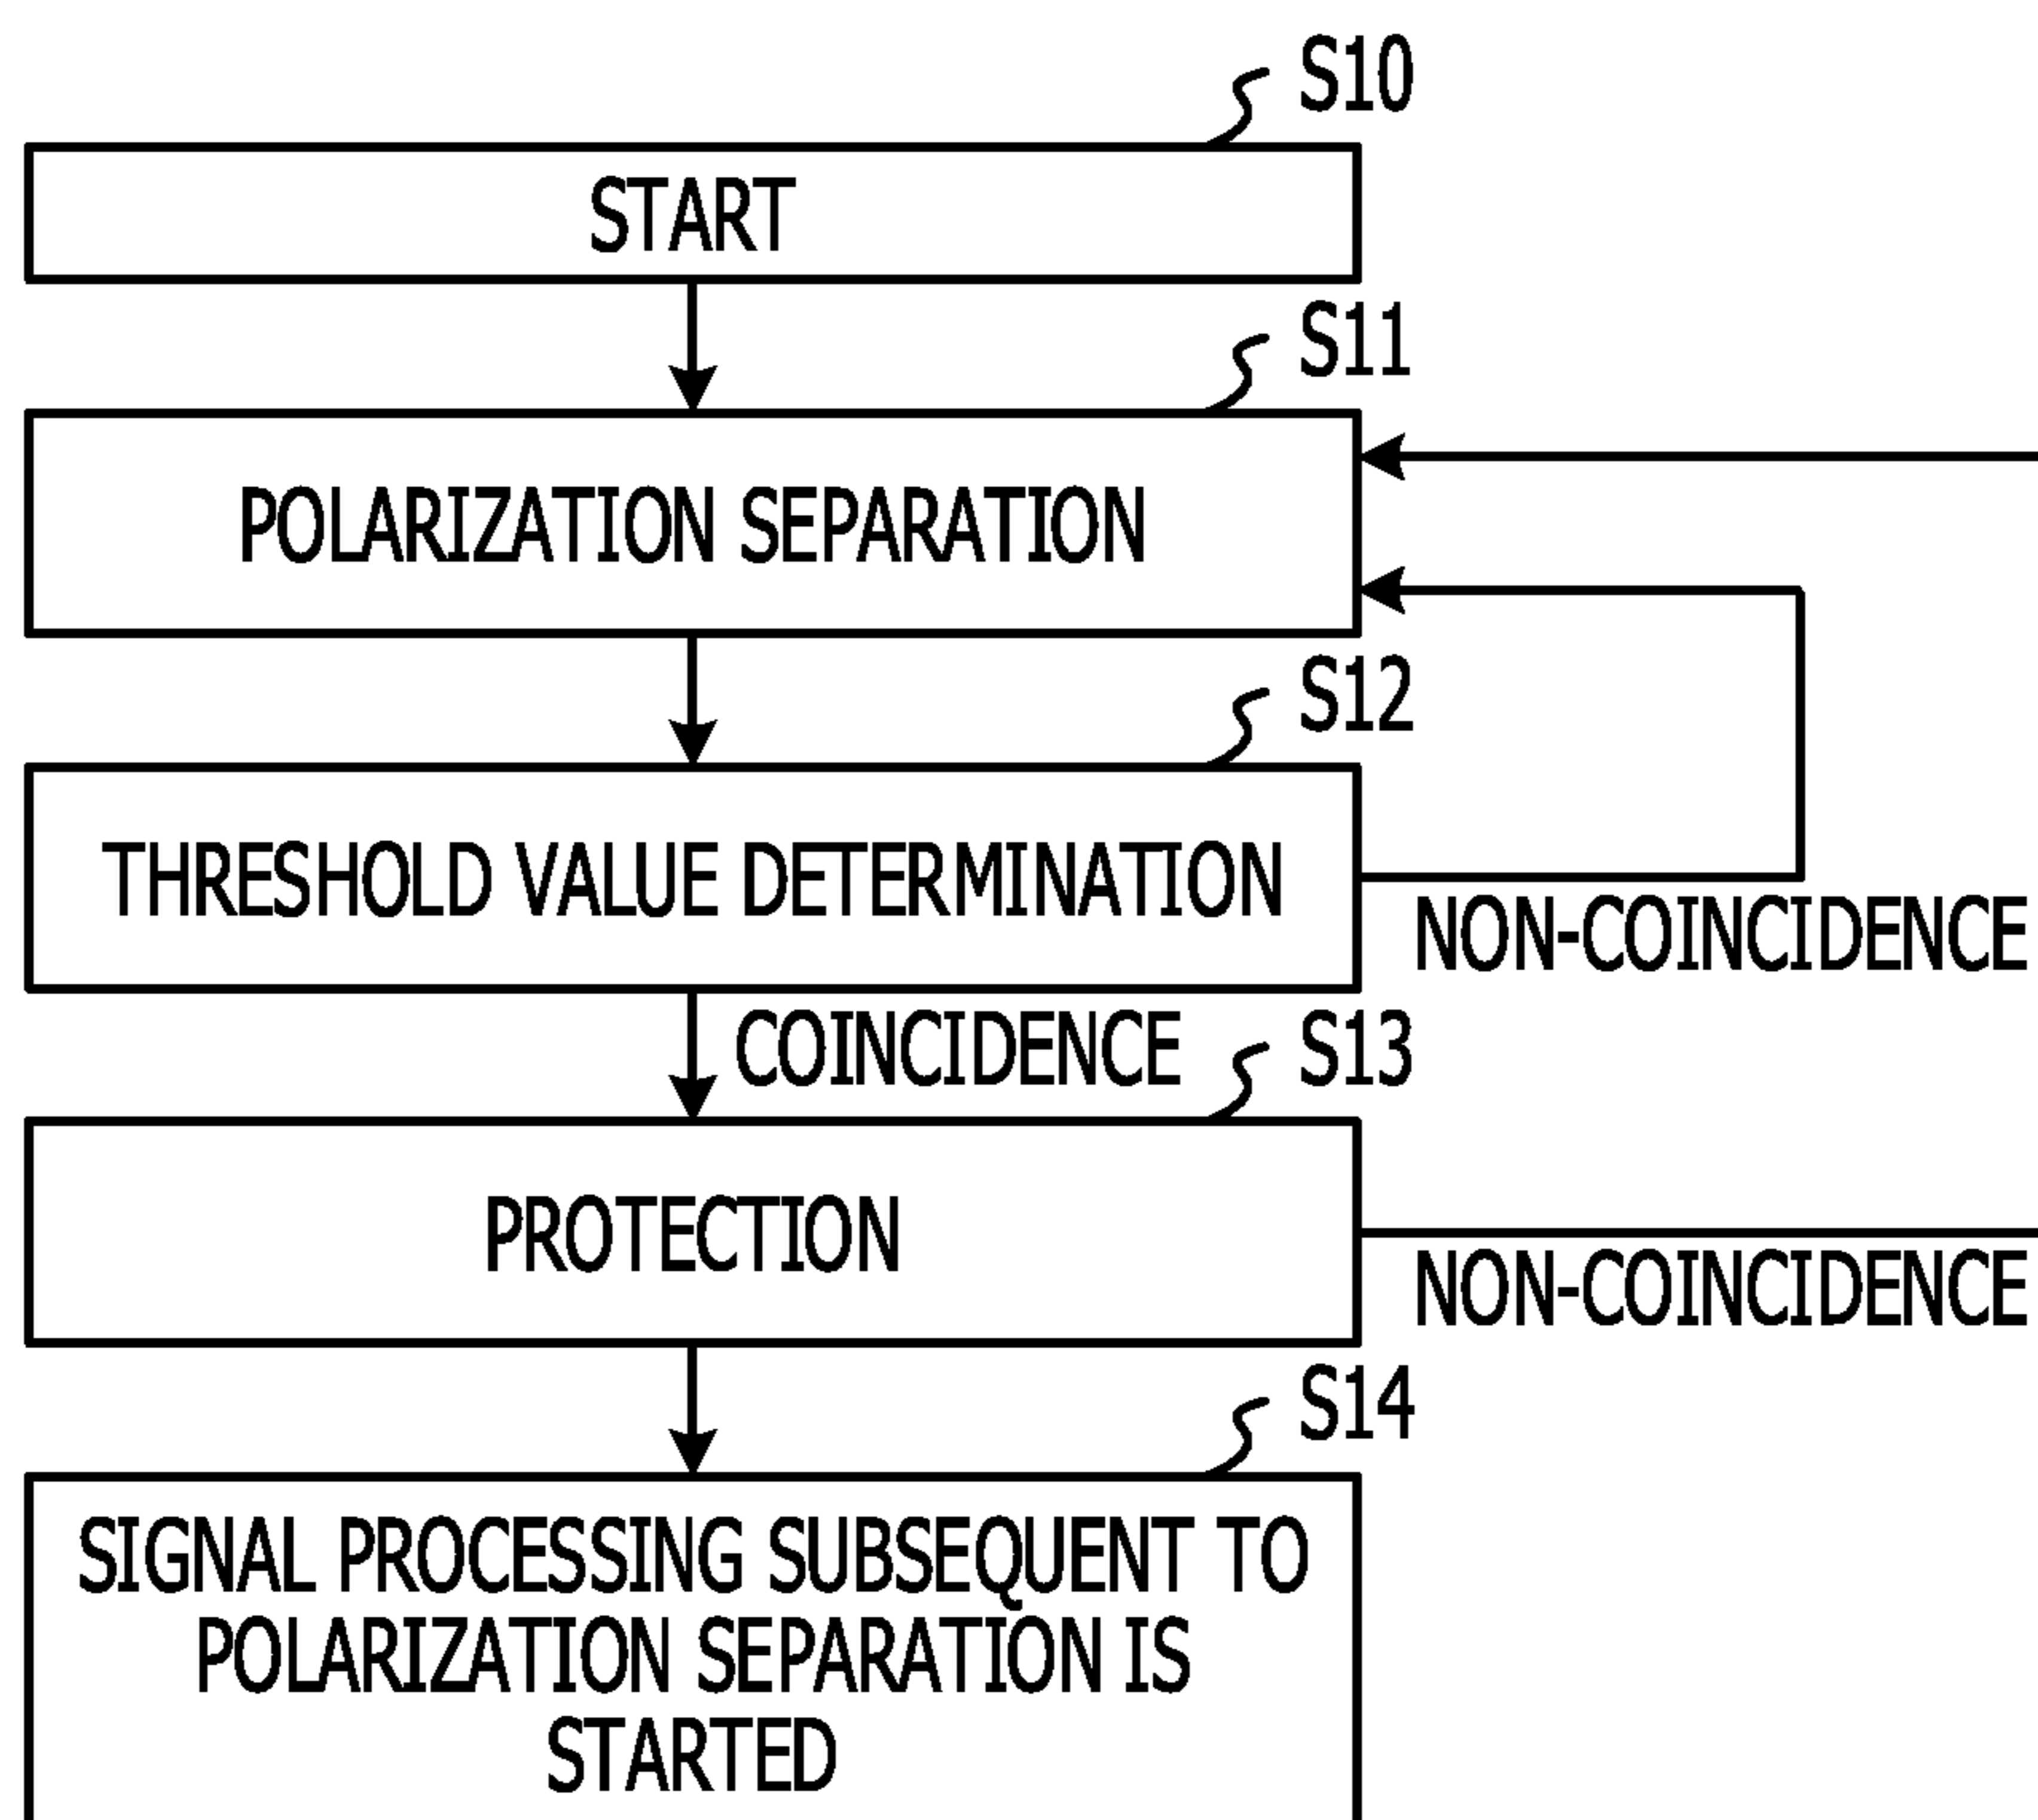 S10
START
S11
POLARIZATION SEPARATION
S12
THRESHOLD VALUE DETERMINATION
NON-COINCIDENCE
COINCIDENCE
S13
PROTECTION
NON-COINCIDENCE
S14
SIGNAL PROCESSING SUBSEQUENT TO
POLARIZATION SEPARATION IS
STARTED